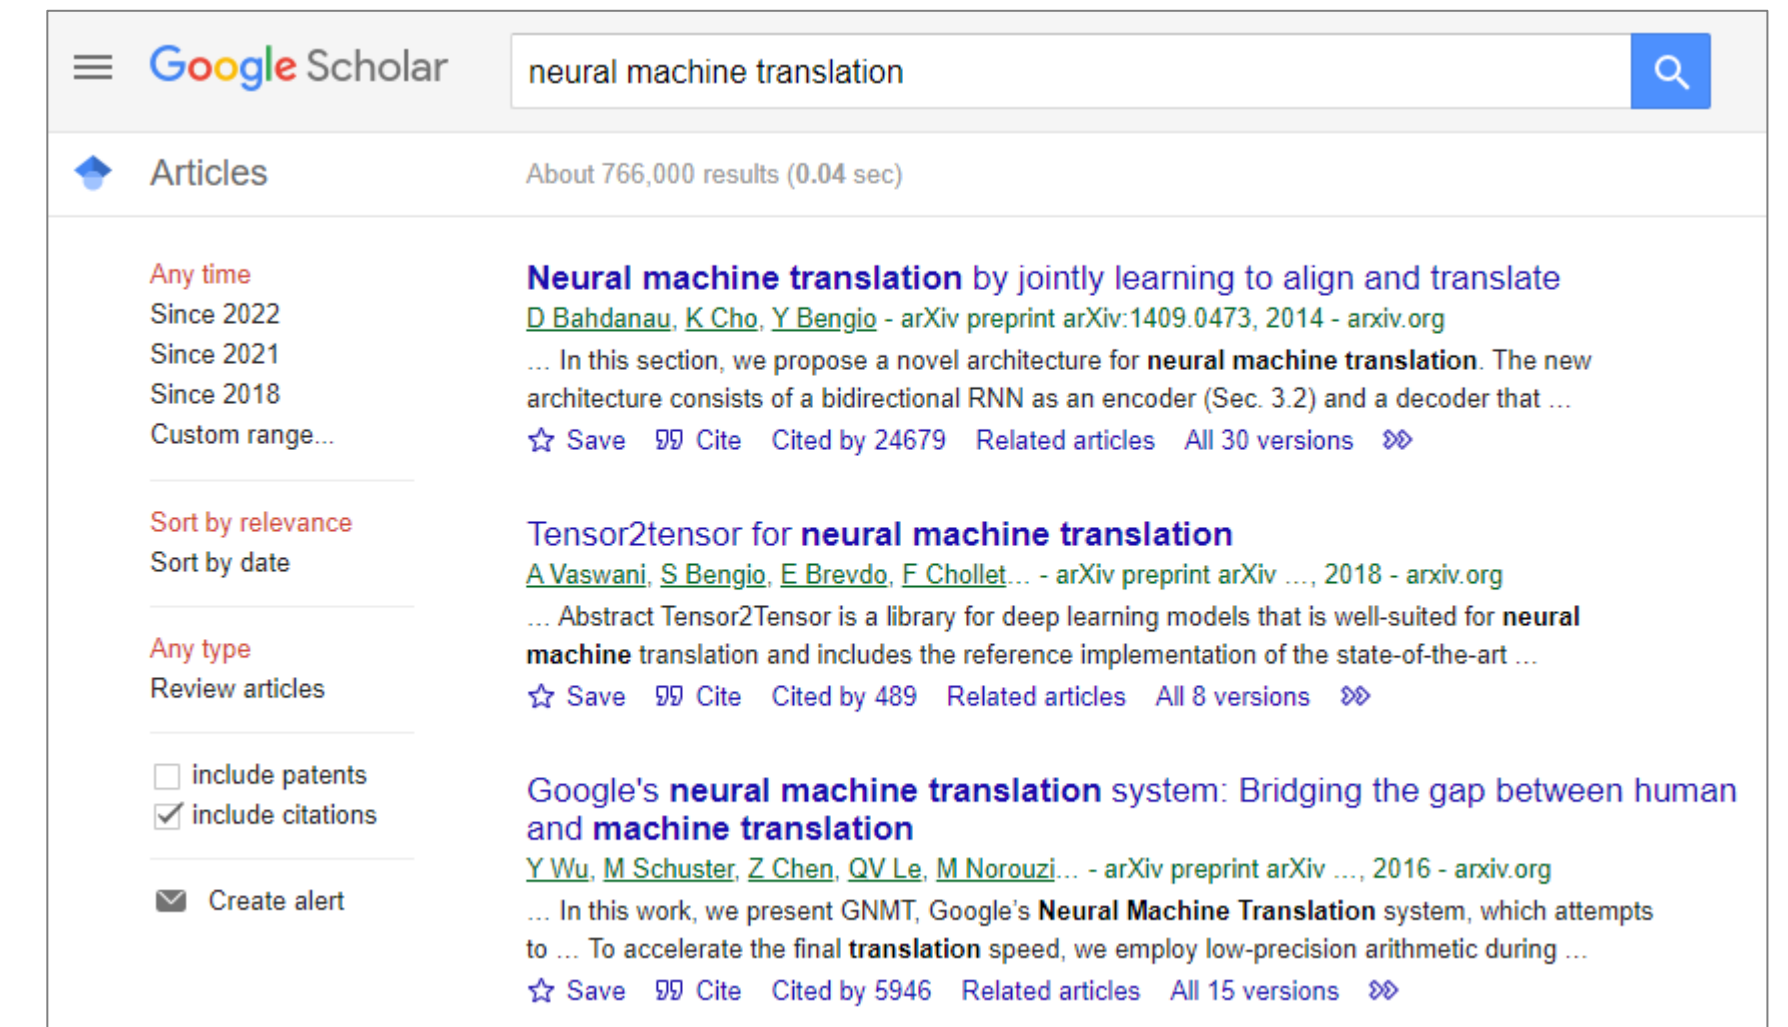 Google Scholar
neural machine translation
Articles
About 766,000 results (0.04 sec)
Any time
Since 2022
Since 2021
Since 2018
Custom range...
Sort by relevance
Sort by date
Any type
Review articles
include patents
include citations
Create alert
Neural machine translation by jointly learning to align and translate
D Bahdanau, K Cho, Y Bengio - arXiv preprint arXiv:1409.0473, 2014 - arxiv.org
... In this section, we propose a novel architecture for neural machine translation. The new
architecture consists of a bidirectional RNN as an encoder (Sec. 3.2) and a decoder that ...
Save Cite Cited by 24679 Related articles All 30 versions
Tensor2tensor for neural machine translation
A Vaswani, S Bengio, E Brevdo, F Chollet... - arXiv preprint arXiv ..., 2018 - arxiv.org
... Abstract Tensor2Tensor is a library for deep learning models that is well-suited for neural
machine translation and includes the reference implementation of the state-of-the-art ...
Save Cite Cited by 489 Related articles All 8 versions
Google's neural machine translation system: Bridging the gap between human
and machine translation
Y Wu, M Schuster, Z Chen, QV Le, M Norouzi... - arXiv preprint arXiv ..., 2016 - arxiv.org
... In this work, we present GNMT, Google's Neural Machine Translation system, which attempts
to ... To accelerate the final translation speed, we employ low-precision arithmetic during ...
Save Cite Cited by 5946 Related articles All 15 versions